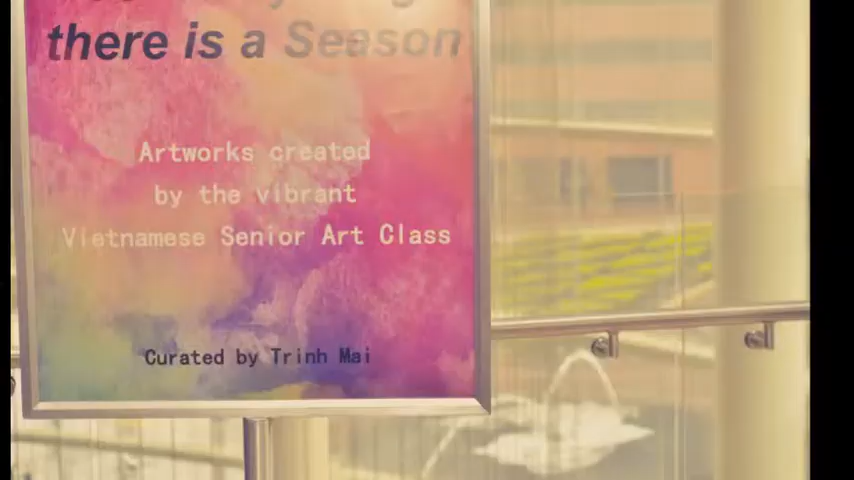 there is a Season
Artworks created
by the vibrant
Vietnamese Senior Art Class
Curated by Trinh Mai